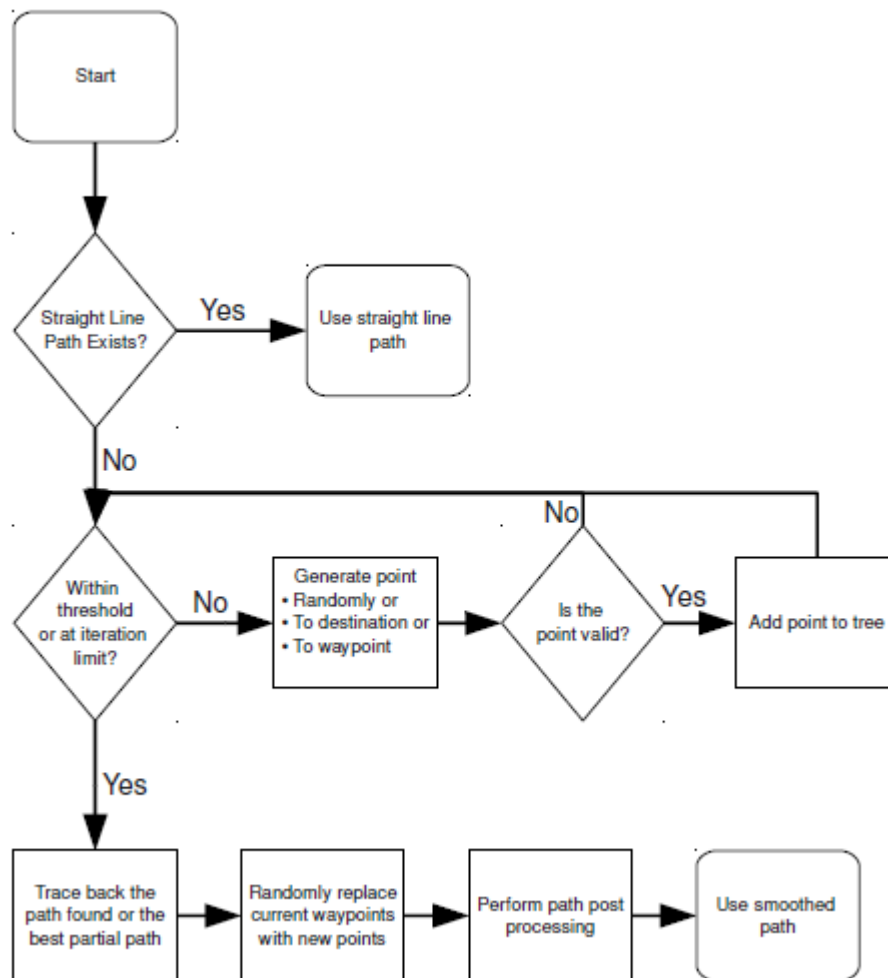 Start
Straight Line
Path Exists?
Yes
Use straight line
path
No
No
Within
threshold
or at iteration
limit?
No
Generate point
• Randomly or
• To destination or
• To waypoint
Is the
point valid?
Yes
Add point to tree
Yes
Trace back the
path found or the
best partial path
Randomly replace
current waypoints
with new points
Perform path post
processing
Use smoothed
path